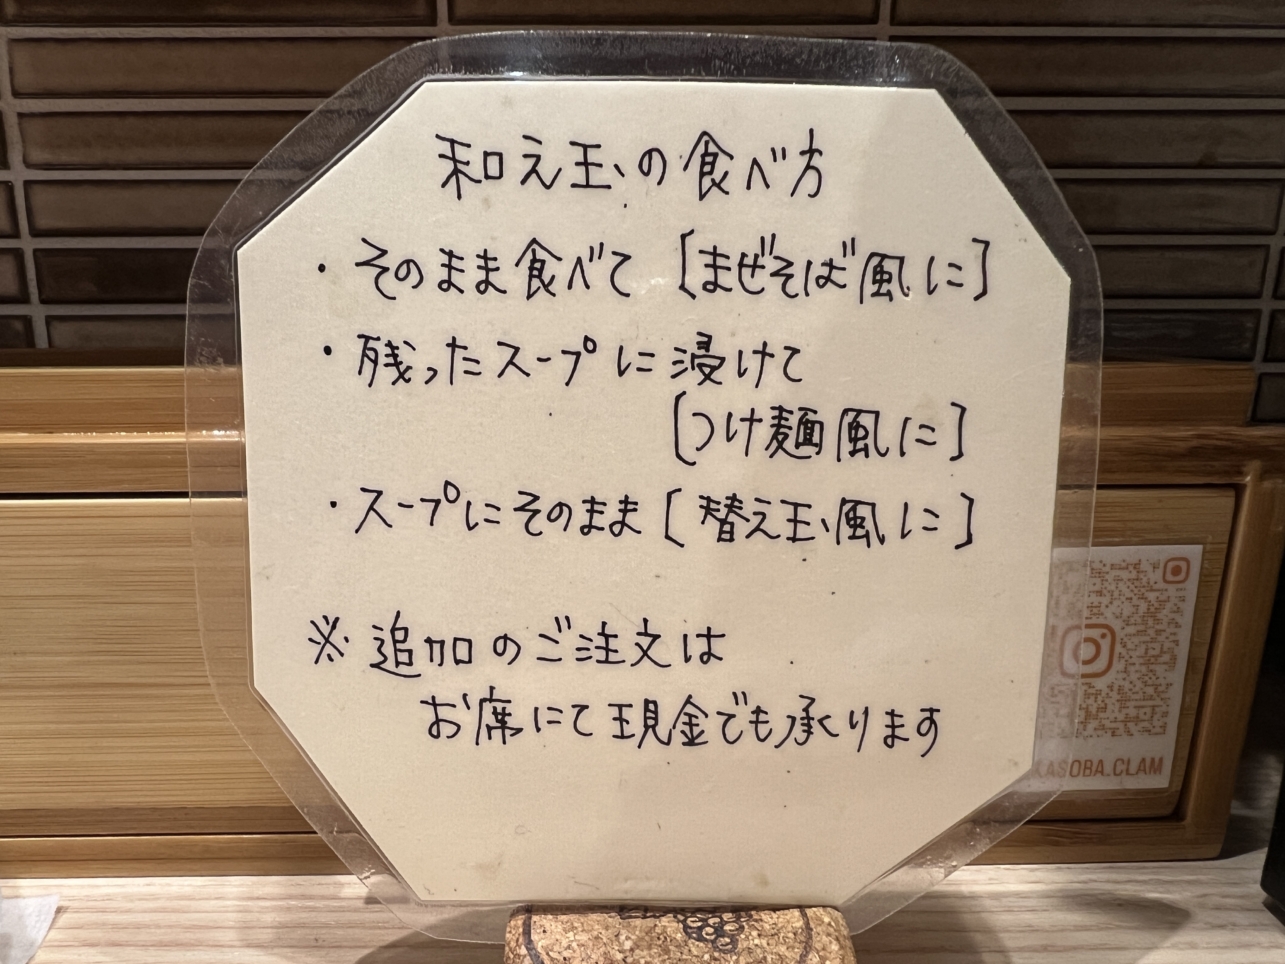 和え玉の食べ方
・そのまま食べて [まぜそば風に]
・残ったスープに浸けて
[つけ麺風に]
・スープにそのまま [替え玉風に]
※追加のご注文は
お席にて現金でも承ります
KASOBA.CLAM